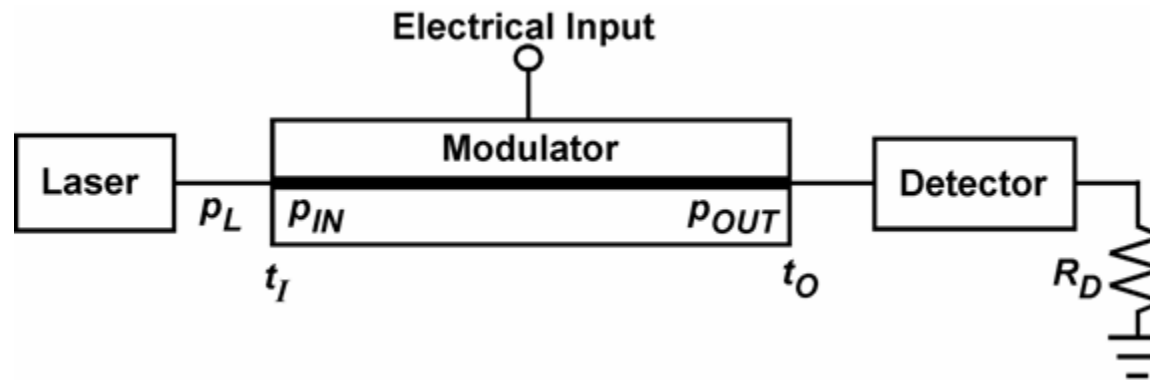 Electrical Input
Modulator
Laser
Detector
p_L
p_IN
p_OUT
t_I
t_O
R_D